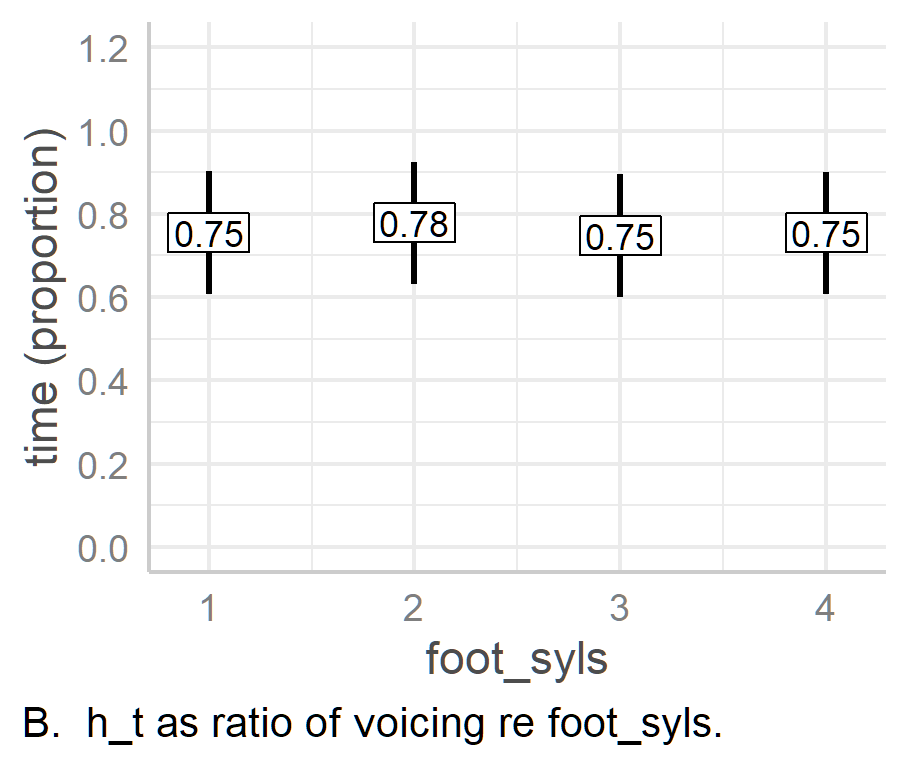 1.2
1.0
0.8
0.6
0.4
0.2
0.0
time (proportion)
0.75
0.78
0.75
0.75
1 2 3 4
foot_syls
B. h_t as ratio of voicing re foot_syls.